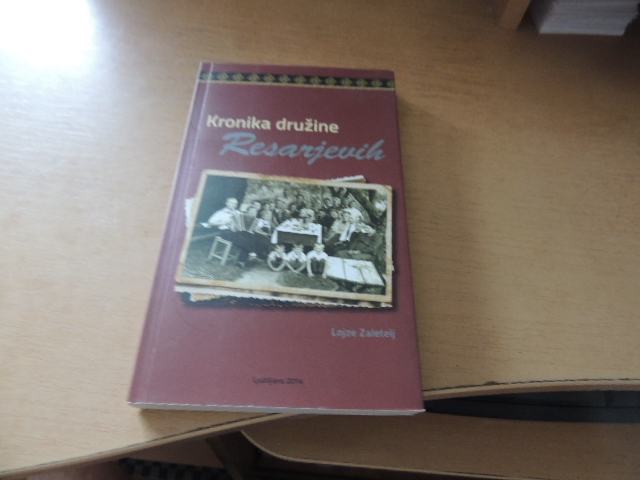 Kronika družine
Resarjevih
Lojze Zaletelj
Ljubljana 2014